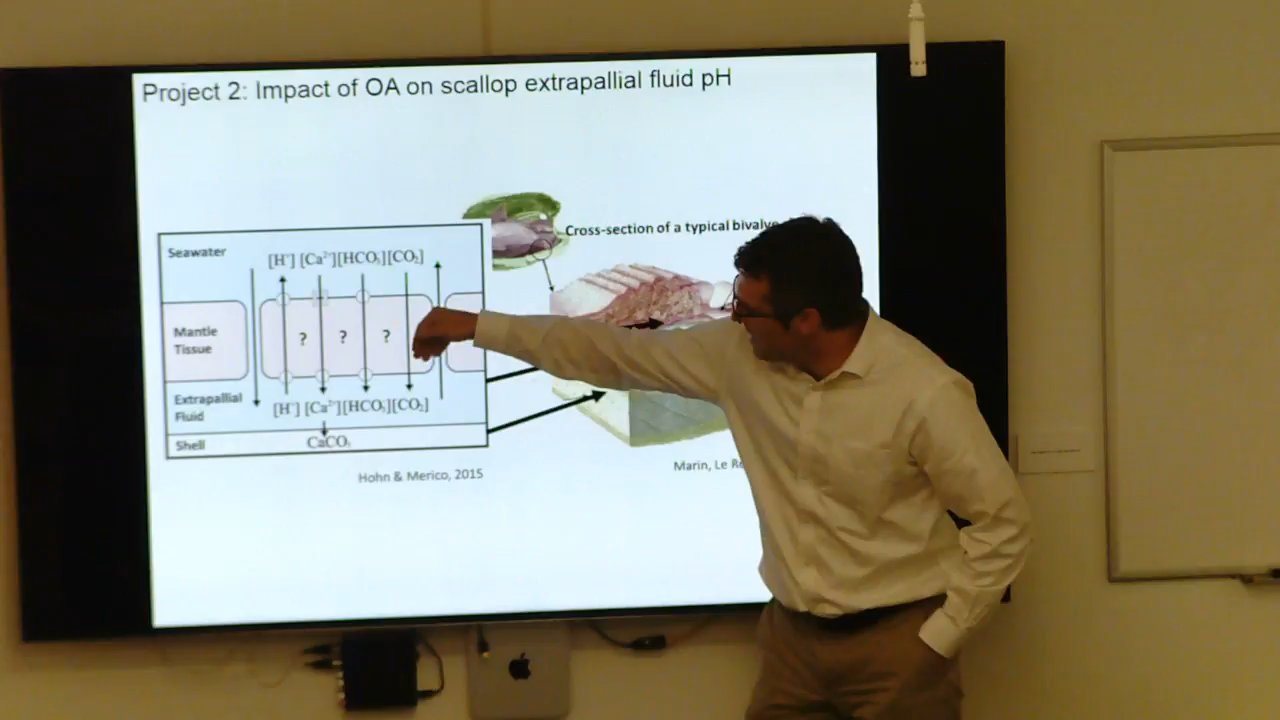 Project 2: Impact of OA on scallop extrapallial fluid pH
Cross-section of a typical bivalve
Seawater
[H⁺] [Ca²⁺][HCO₃⁻][CO₂]
Mantle
Tissue
? ? ?
Extrapallial
Fluid
[H⁺] [Ca²⁺][HCO₃⁻][CO₂]
Shell
CaCO₃
Hohn & Merico, 2015
Marin, Le